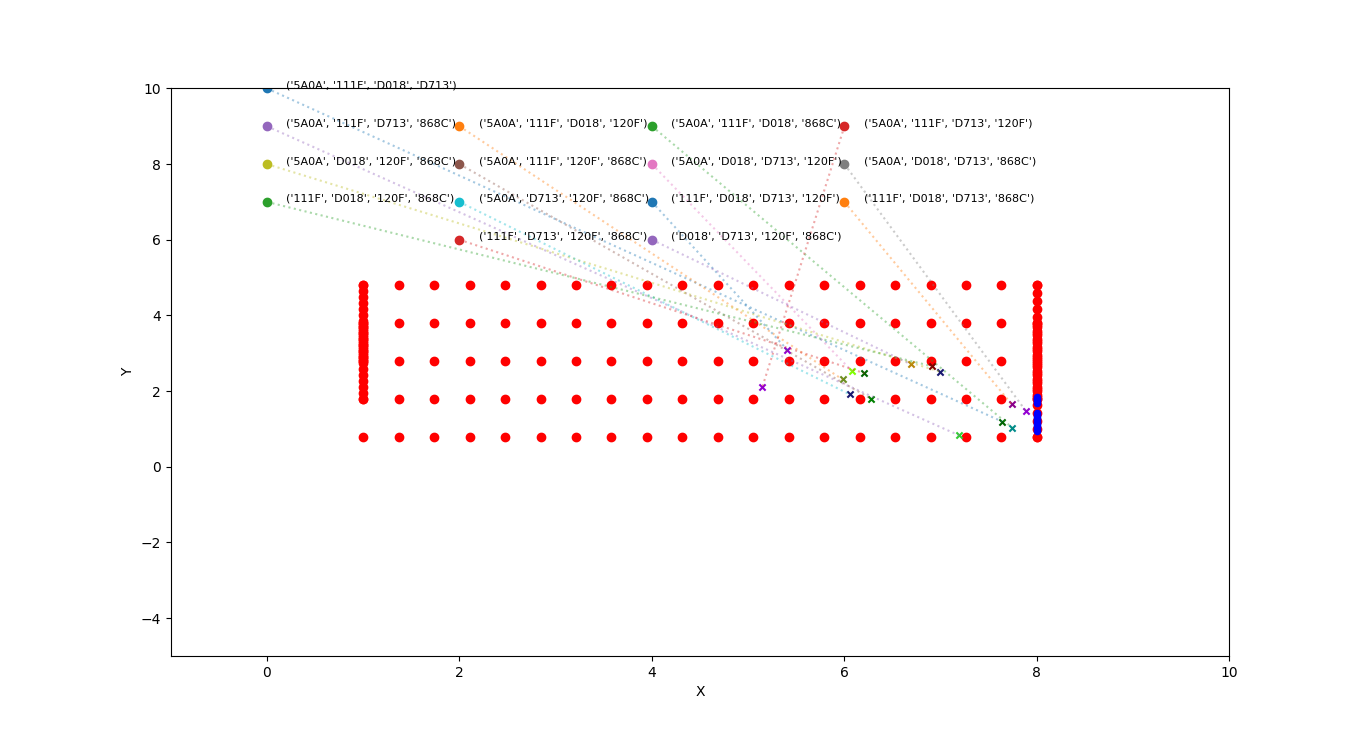 ('5A0A', '111F', 'D018', 'D713')
10
('5A0A', '111F', 'D713', '868C') ('5A0A', '111F', 'D018', '120F') ('5A0A', '111F', 'D018', '868C') ('5A0A', '111F', 'D713', '120F')
8 ('5A0A', 'D018', '120F', '868C') ('5A0A', '111F', '120F', '868C') ('5A0A', 'D018', 'D713', '120F') ('5A0A', 'D018', 'D713', '868C')
('111F', 'D018', '120F', '868C') ('5A0A', 'D713', '120F', '868C') ('111F', 'D018', 'D713', '120F') ('111F', 'D018', 'D713', '868C')
6 ('111F', 'D713', '120F', '868C') ('D018', 'D713', '120F', '868C')
4
Y
2
0
−2
−4
0 2 4 6 8 10
X